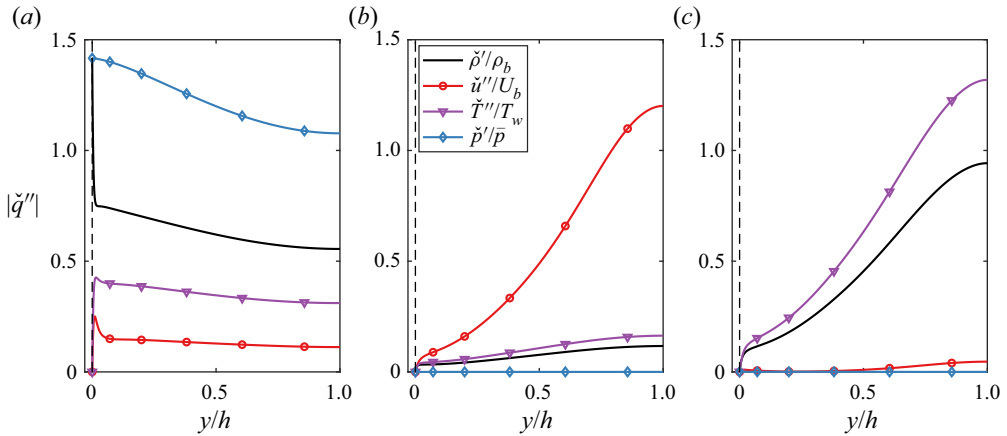 (a) (b) (c)
1.5 1.5 1.5
ρ̌′/ρ_b
ǔ″/U_b
Ť″/T_w
p̌′/p̄
1.0 1.0 1.0
|q̌″|
0.5 0.5 0.5
0 0 0
0 0.5 1.0 0 0.5 1.0 0 0.5 1.0
y/h y/h y/h